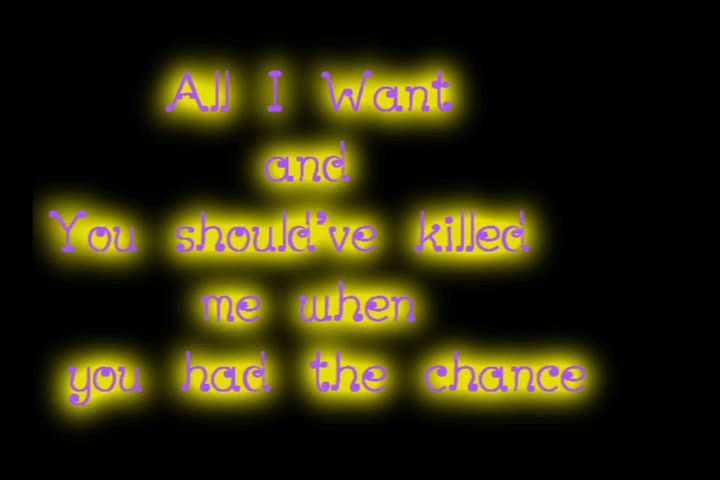 All I Want
and
You should've killed
me when
you had the chance